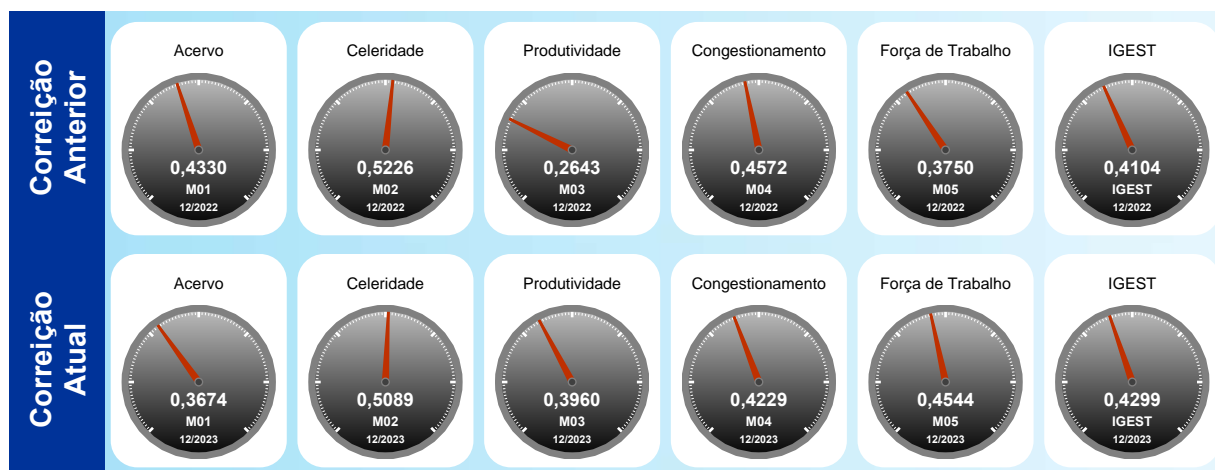 Correição
Anterior
Acervo
0,4330
M01
12/2022
Celeridade
0,5226
M02
12/2022
Produtividade
0,2643
M03
12/2022
Congestionamento
0,4572
M04
12/2022
Força de Trabalho
0,3750
M05
12/2022
IGEST
0,4104
IGEST
12/2022
Correição
Atual
Acervo
0,3674
M01
12/2023
Celeridade
0,5089
M02
12/2023
Produtividade
0,3960
M03
12/2023
Congestionamento
0,4229
M04
12/2023
Força de Trabalho
0,4544
M05
12/2023
IGEST
0,4299
IGEST
12/2023